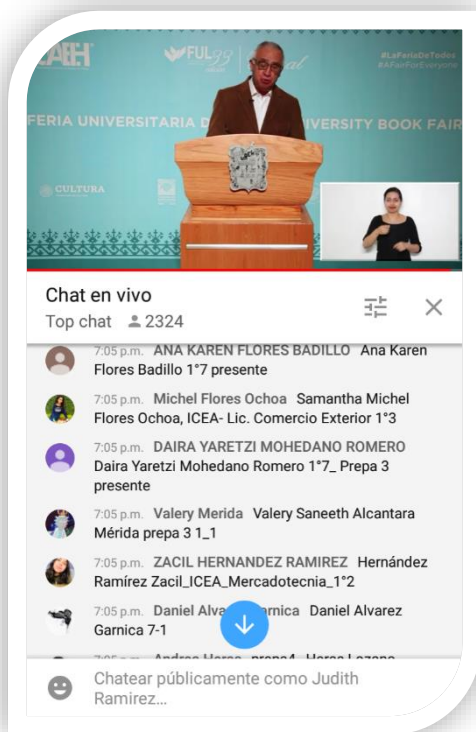 FUL33
#LaFeriaDeTodos
#AFairForEveryone
FERIA UNIVERSITARIA D
IVERSITY BOOK FAIR
CULTURA
Chat en vivo
Top chat 2324
7:05 p.m. ANA KAREN FLORES BADILLO Ana Karen
Flores Badillo 1°7 presente
7:05 p.m. Michel Flores Ochoa Samantha Michel
Flores Ochoa, ICEA- Lic. Comercio Exterior 1°3
7:05 p.m. DAIRA YARETZI MOHEDANO ROMERO
Daira Yaretzi Mohedano Romero 1°7_ Prepa 3
presente
7:05 p.m. Valery Merida Valery Saneeth Alcantara
Mérida prepa 3 1_1
7:05 p.m. ZACIL HERNANDEZ RAMIREZ Hernández
Ramírez Zacil_ICEA_Mercadotecnia_1°2
7:05 p.m. Daniel Alva rnica Daniel Alvarez
Garnica 7-1
Chatear públicamente como Judith
Ramirez...